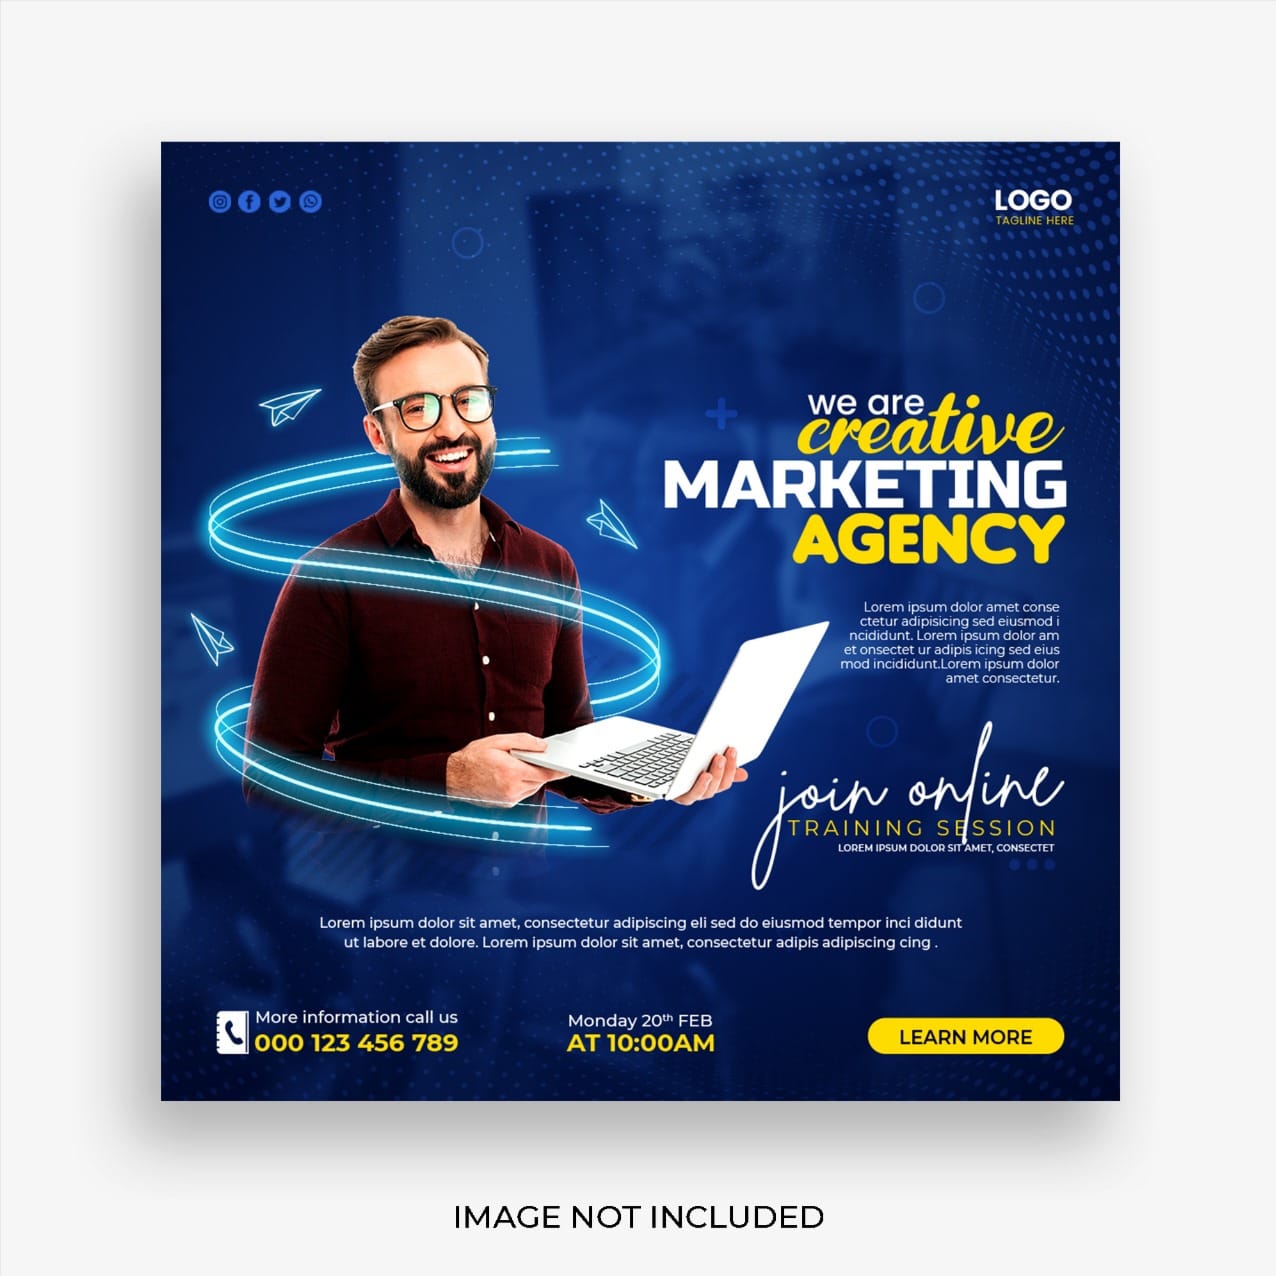 LOGO
TAGLINE HERE
we are
creative
MARKETING
AGENCY
Lorem ipsum dolor amet conse
ctetur adipisicing sed eiusmod i
ncididunt. Lorem ipsum dolor am
et onsectet ur adipis icing sed eius
mod incididunt.Lorem ipsum dolor
amet consectetur.
join online
TRAINING SESSION
LOREM IPSUM DOLOR SIT AMET, CONSECTET
Lorem ipsum dolor sit amet, consectetur adipiscing eli sed do eiusmod tempor inci didunt
ut labore et dolore. Lorem ipsum dolor sit amet, consectetur adipis adipiscing cing .
More information call us
000 123 456 789
Monday 20th FEB
AT 10:00AM
LEARN MORE
IMAGE NOT INCLUDED